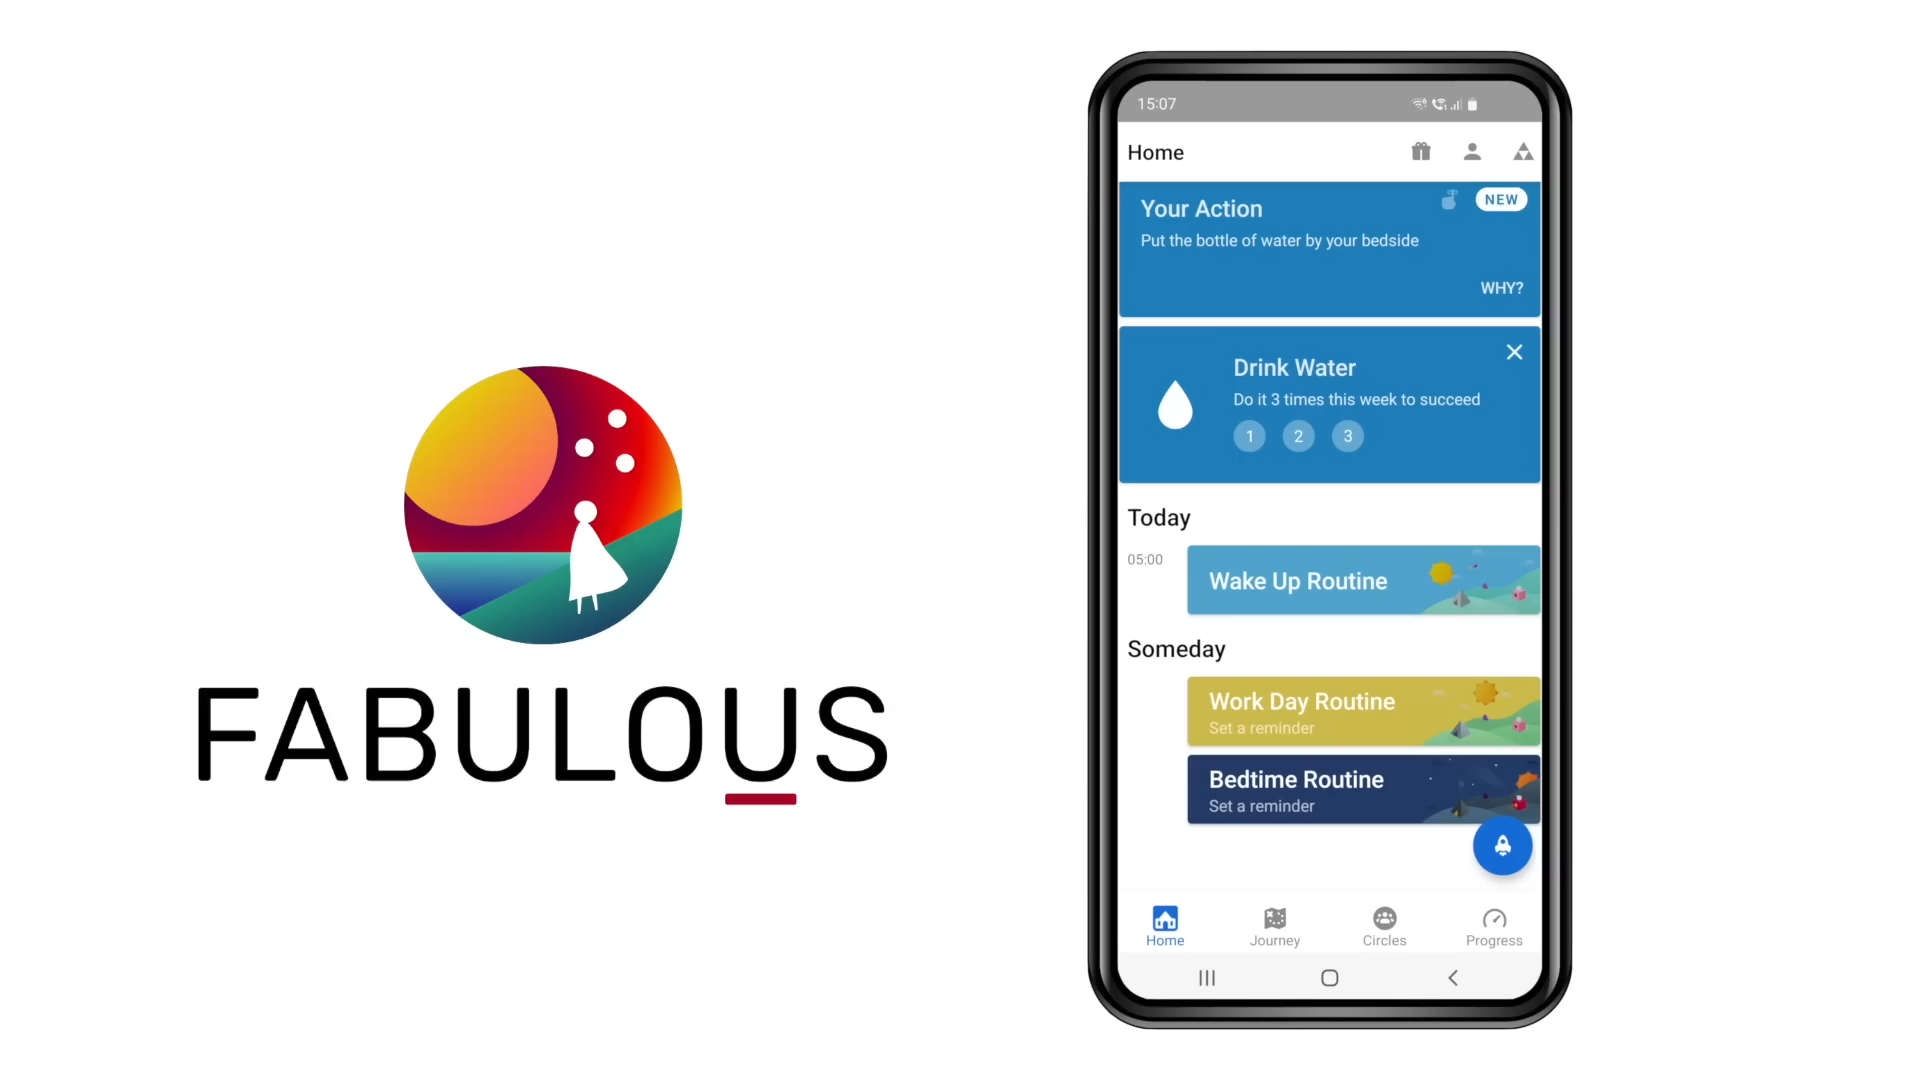 FABULOUS
15:07
Home
Your Action
NEW
Put the bottle of water by your bedside
WHY?
Drink Water
Do it 3 times this week to succeed
1 2 3
Today
05:00
Wake Up Routine
Someday
Work Day Routine
Set a reminder
Bedtime Routine
Set a reminder
Home Journey Circles Progress